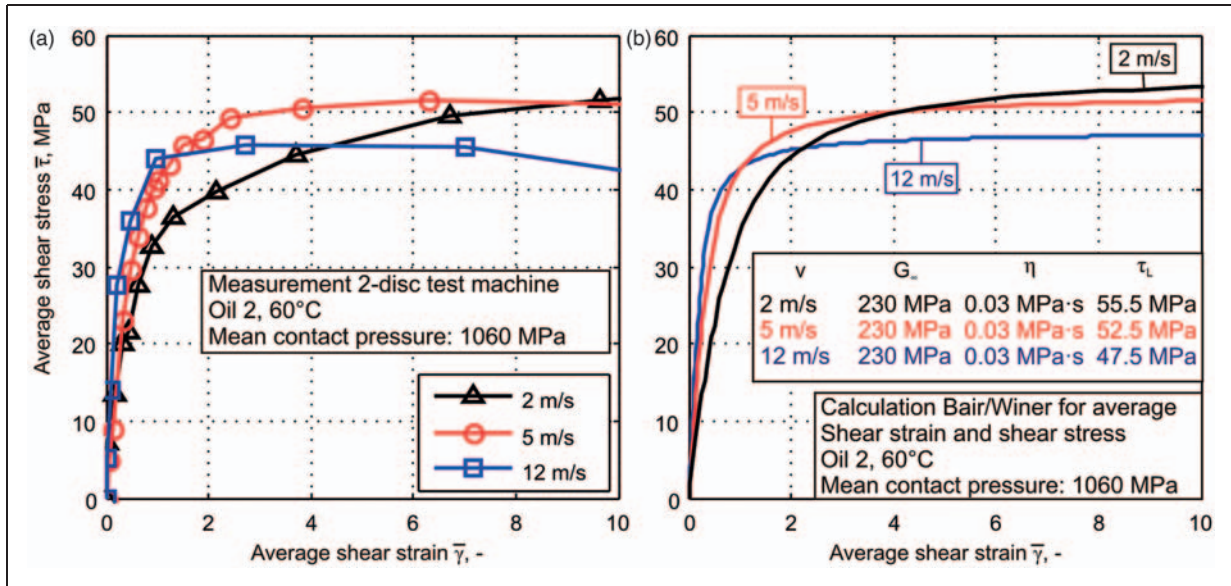 (a)
60
50
40
30
20
10
0
Average shear stress τ̅, MPa
Measurement 2-disc test machine
Oil 2, 60°C
Mean contact pressure: 1060 MPa
2 m/s
5 m/s
12 m/s
0 2 4 6 8 10
Average shear strain γ̅, -
(b)
60
50
40
30
20
10
0
2 m/s
5 m/s
12 m/s
v G∞ η τL
2 m/s 230 MPa 0.03 MPa·s 55.5 MPa
5 m/s 230 MPa 0.03 MPa·s 52.5 MPa
12 m/s 230 MPa 0.03 MPa·s 47.5 MPa
Calculation Bair/Winer for average
Shear strain and shear stress
Oil 2, 60°C
Mean contact pressure: 1060 MPa
0 2 4 6 8 10
Average shear strain γ̅, -